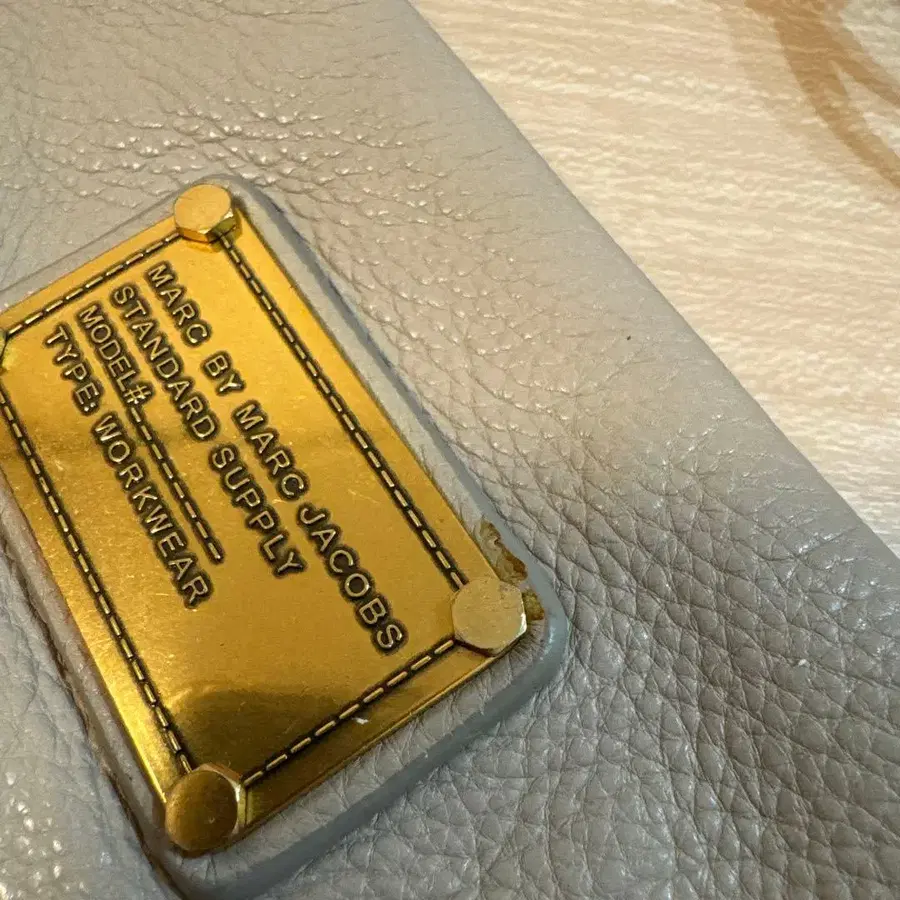 MARC BY MARC JACOBS
STANDARD SUPPLY
MODEL#
TYPE: WORKWEAR